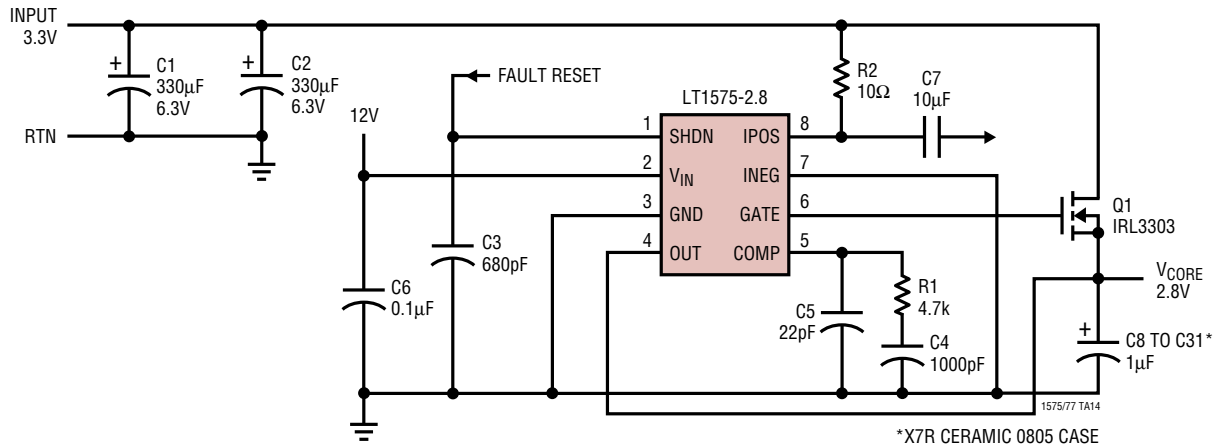 INPUT
3.3V
RTN
+
C1
330µF
6.3V
+
C2
330µF
6.3V
12V
C6
0.1µF
FAULT RESET
C3
680pF
LT1575-2.8
1 SHDN IPOS 8
2 VIN INEG 7
3 GND GATE 6
4 OUT COMP 5
R2
10Ω
C7
10µF
C5
22pF
R1
4.7k
C4
1000pF
Q1
IRL3303
VCORE
2.8V
+
C8 TO C31*
1µF
1575/77 TA14
*X7R CERAMIC 0805 CASE